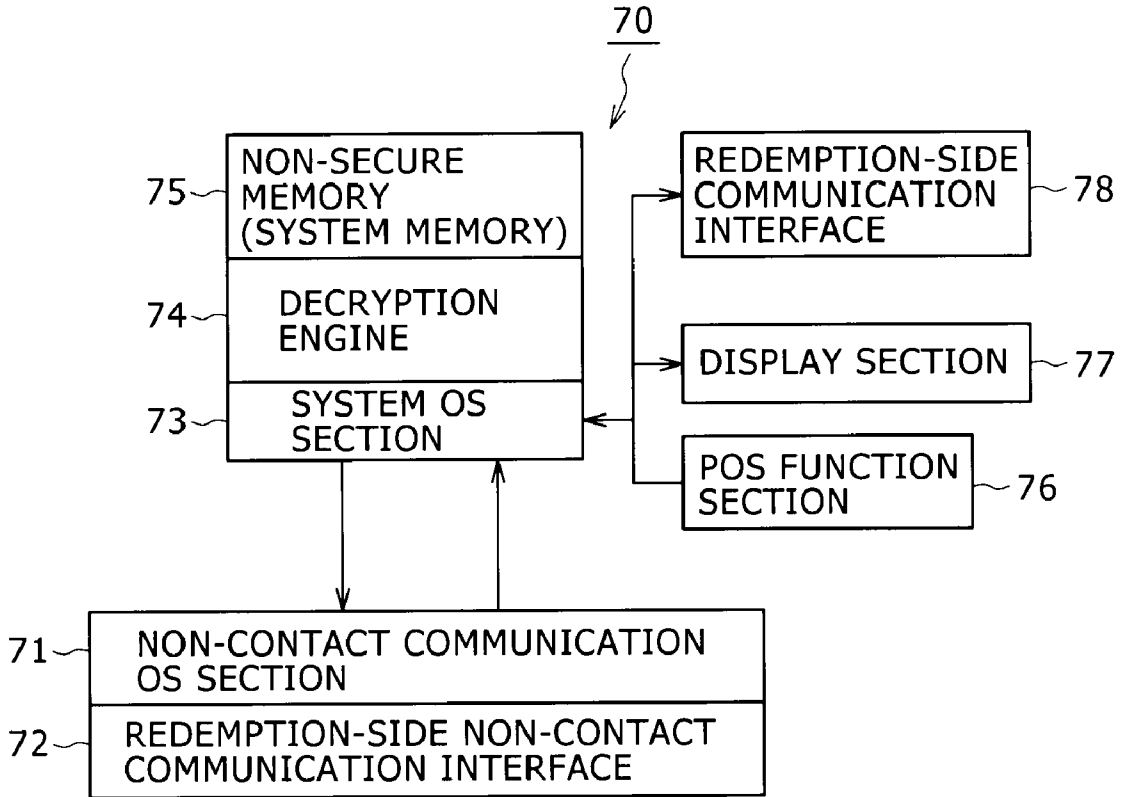 70
75
NON-SECURE
MEMORY
(SYSTEM MEMORY)
74
DECRYPTION
ENGINE
73
SYSTEM OS
SECTION
REDEMPTION-SIDE
COMMUNICATION
INTERFACE
78
DISPLAY SECTION
77
POS FUNCTION
SECTION
76
71
NON-CONTACT COMMUNICATION
OS SECTION
72
REDEMPTION-SIDE NON-CONTACT
COMMUNICATION INTERFACE